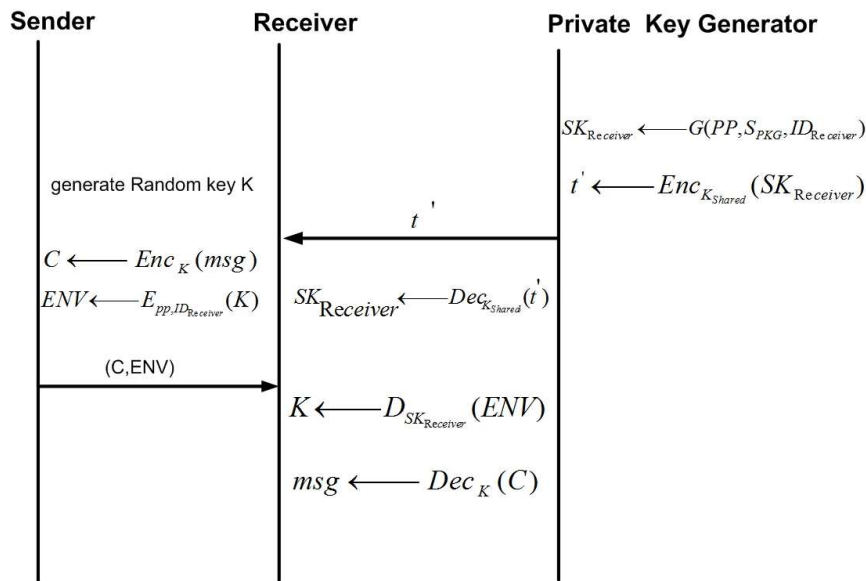 Sender Receiver Private Key Generator
SK_Receiver ← G(PP, S_PKG, ID_Receiver)
generate Random key K
t' ← Enc_K_Shared(SK_Receiver)
t '
C ← Enc_K(msg)
ENV ← E_pp,ID_Receiver(K)
SK_Receiver ← Dec_K_Shared(t')
(C,ENV)
K ← D_SK_Receiver(ENV)
msg ← Dec_K(C)